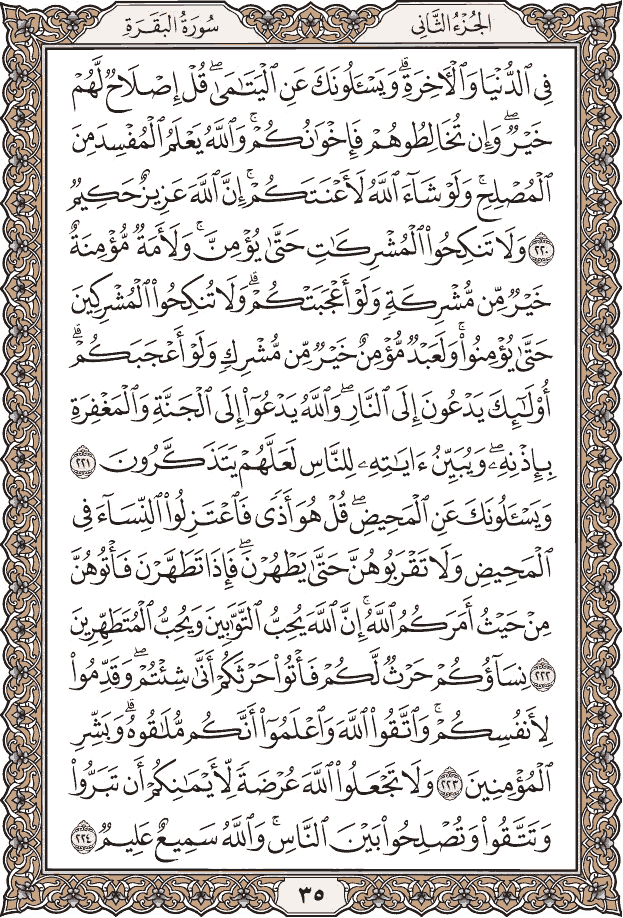 الجُزْءُ الثَّانِي
سُورَةُ البَقَرَةِ
فِي ٱلدُّنْيَا وَٱلْءَاخِرَةِۗ وَيَسْـَٔلُونَكَ عَنِ ٱلْيَتَٰمَىٰۖ قُلْ إِصْلَاحٌ لَّهُمْ
خَيْرٌۖ وَإِن تُخَالِطُوهُمْ فَإِخْوَٰنُكُمْۚ وَٱللَّهُ يَعْلَمُ ٱلْمُفْسِدَ مِنَ
ٱلْمُصْلِحِۚ وَلَوْ شَآءَ ٱللَّهُ لَأَعْنَتَكُمْۚ إِنَّ ٱللَّهَ عَزِيزٌ حَكِيمٌ
٢٢٠ وَلَا تَنكِحُوا۟ ٱلْمُشْرِكَٰتِ حَتَّىٰ يُؤْمِنَّۚ وَلَأَمَةٌ مُّؤْمِنَةٌ
خَيْرٌ مِّن مُّشْرِكَةٍ وَلَوْ أَعْجَبَتْكُمْۗ وَلَا تُنكِحُوا۟ ٱلْمُشْرِكِينَ
حَتَّىٰ يُؤْمِنُوا۟ۚ وَلَعَبْدٌ مُّؤْمِنٌ خَيْرٌ مِّن مُّشْرِكٍ وَلَوْ أَعْجَبَكُمْۗ
أُو۟لَٰٓئِكَ يَدْعُونَ إِلَى ٱلنَّارِۖ وَٱللَّهُ يَدْعُوٓا۟ إِلَى ٱلْجَنَّةِ وَٱلْمَغْفِرَةِ
بِإِذْنِهِۦۖ وَيُبَيِّنُ ءَايَٰتِهِۦ لِلنَّاسِ لَعَلَّهُمْ يَتَذَكَّرُونَ ٢٢١
وَيَسْـَٔلُونَكَ عَنِ ٱلْمَحِيضِۖ قُلْ هُوَ أَذًى فَٱعْتَزِلُوا۟ ٱلنِّسَآءَ فِي
ٱلْمَحِيضِ وَلَا تَقْرَبُوهُنَّ حَتَّىٰ يَطْهُرْنَۖ فَإِذَا تَطَهَّرْنَ فَأْتُوهُنَّ
مِنْ حَيْثُ أَمَرَكُمُ ٱللَّهُۚ إِنَّ ٱللَّهَ يُحِبُّ ٱلتَّوَّٰبِينَ وَيُحِبُّ ٱلْمُتَطَهِّرِينَ
٢٢٢ نِسَآؤُكُمْ حَرْثٌ لَّكُمْ فَأْتُوا۟ حَرْثَكُمْ أَنَّىٰ شِئْتُمْۖ وَقَدِّمُوا۟
لِأَنفُسِكُمْۚ وَٱتَّقُوا۟ ٱللَّهَ وَٱعْلَمُوٓا۟ أَنَّكُم مُّلَٰقُوهُۗ وَبَشِّرِ
ٱلْمُؤْمِنِينَ ٢٢٣ وَلَا تَجْعَلُوا۟ ٱللَّهَ عُرْضَةً لِّأَيْمَٰنِكُمْ أَن تَبَرُّوا۟
وَتَتَّقُوا۟ وَتُصْلِحُوا۟ بَيْنَ ٱلنَّاسِۚ وَٱللَّهُ سَمِيعٌ عَلِيمٌ ٢٢٤
٣٥